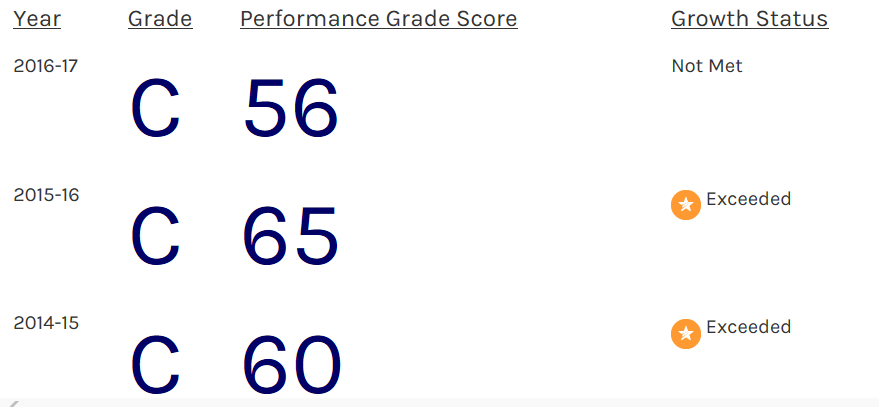 Year Grade Performance Grade Score Growth Status
2016-17 C 56 Not Met
2015-16 C 65 Exceeded
2014-15 C 60 Exceeded